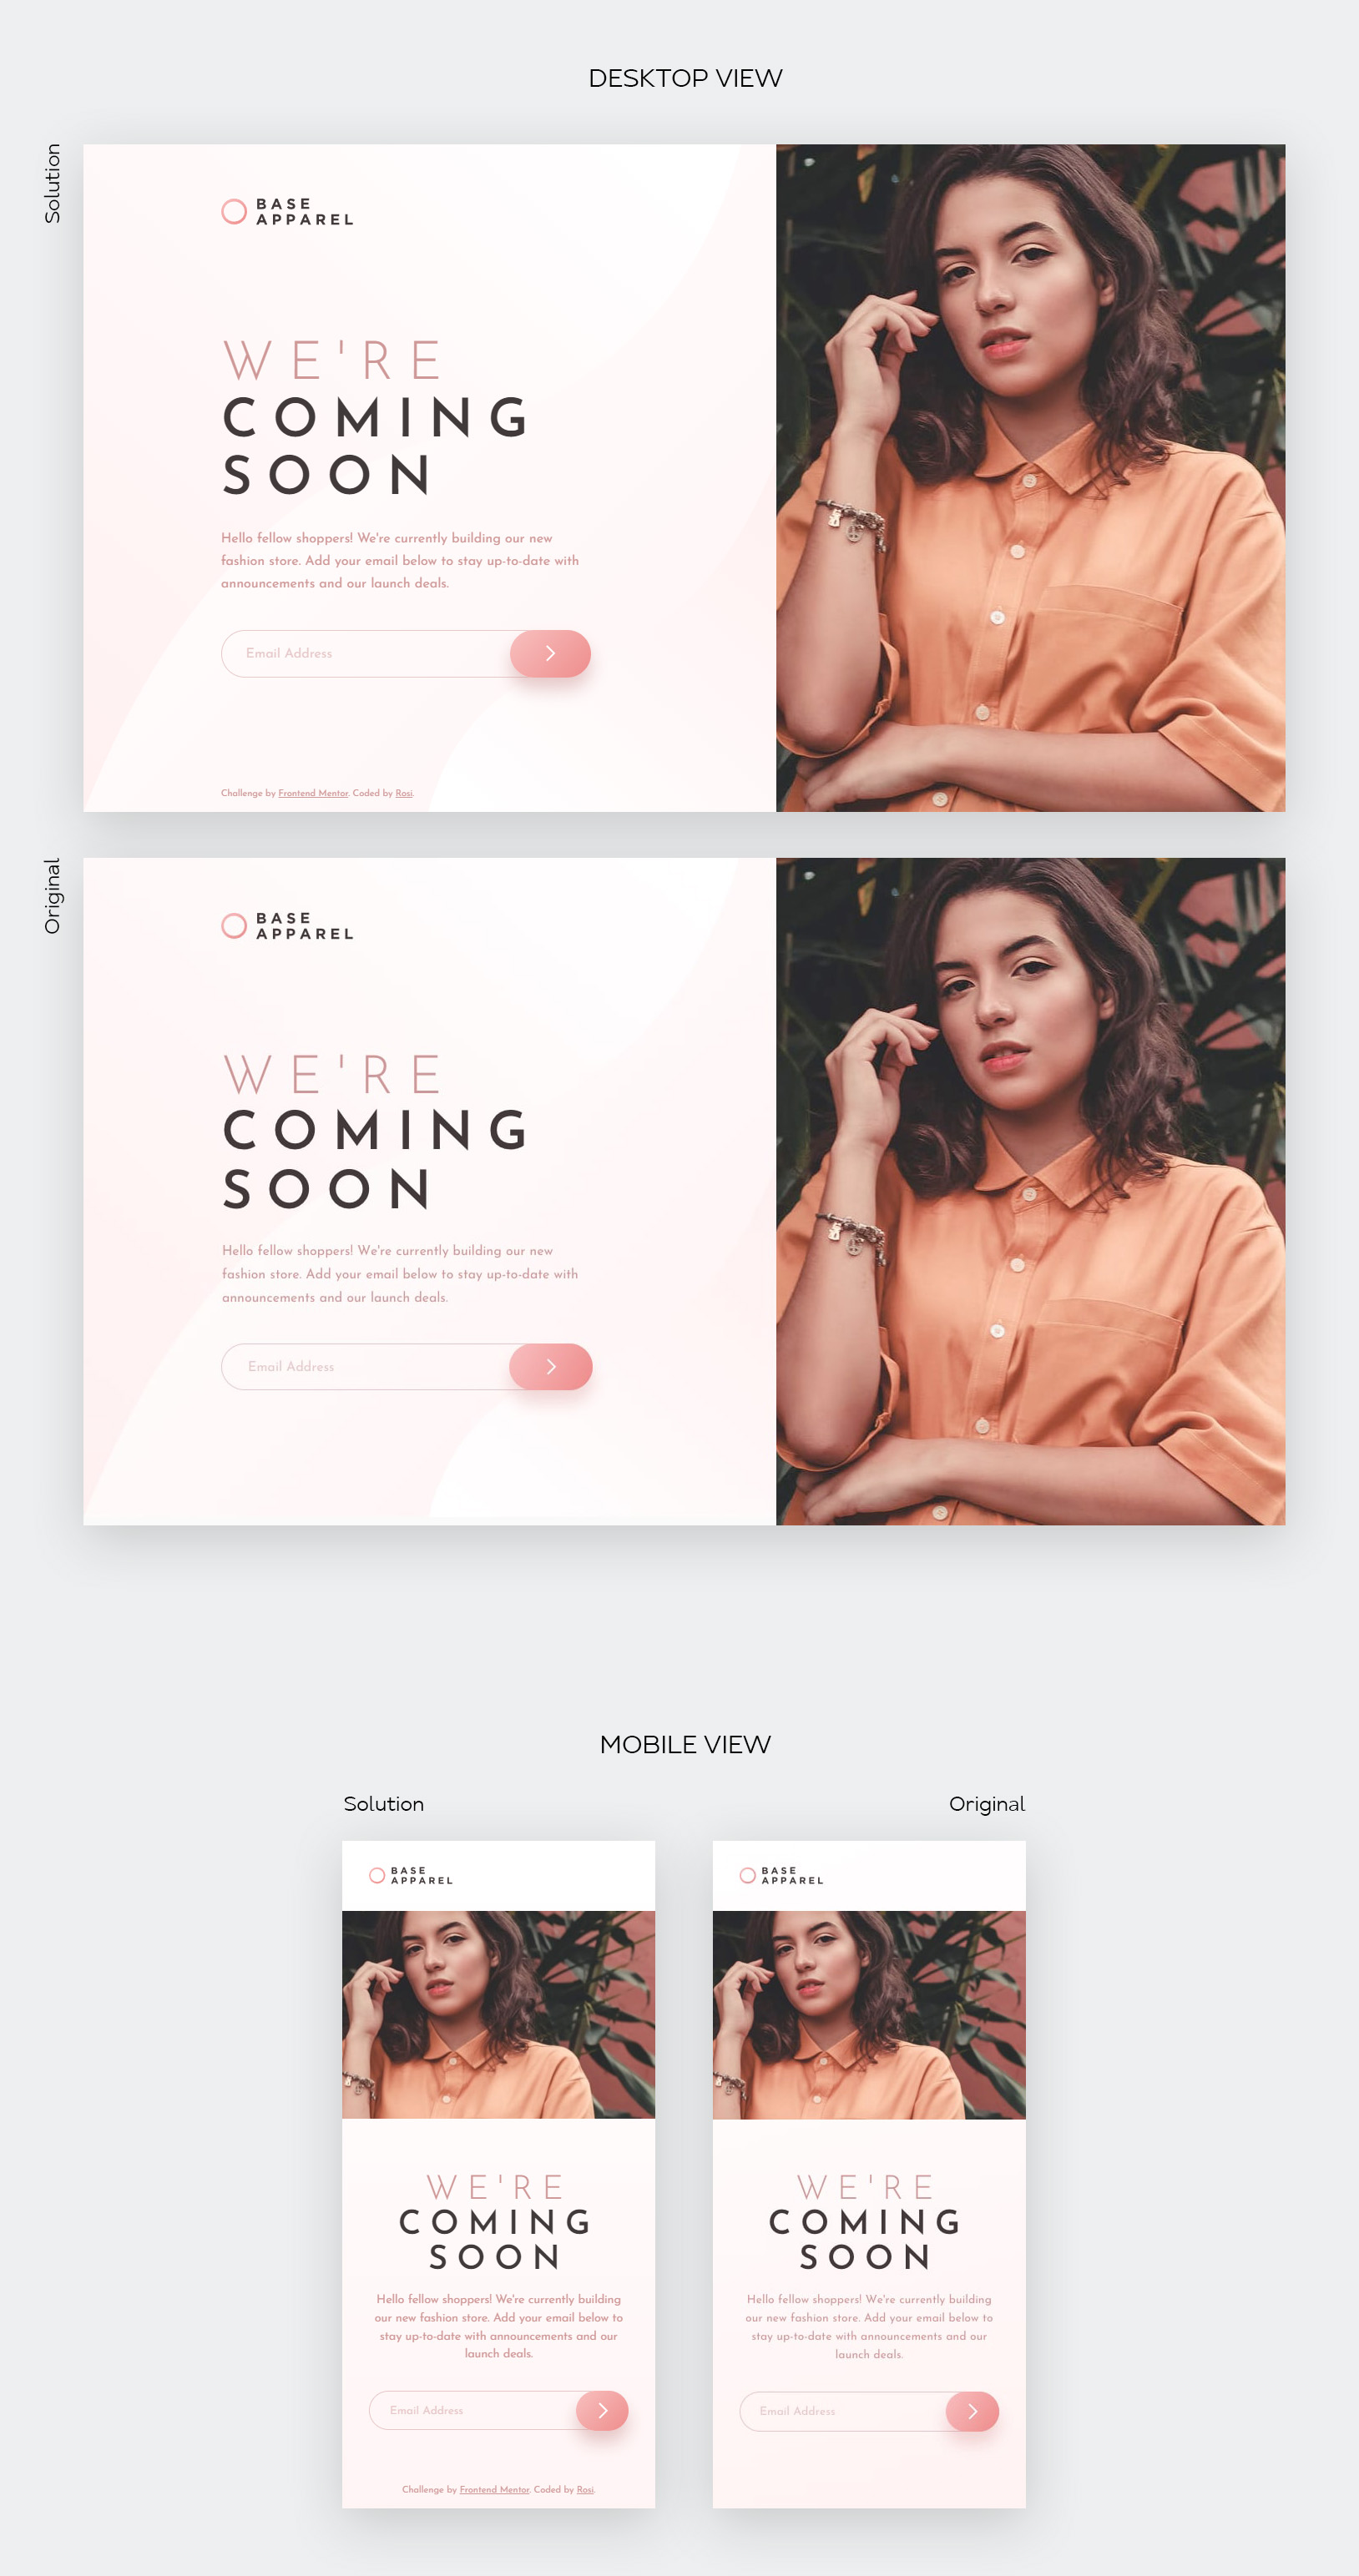 DESKTOP VIEW
Solution
BASE
APPAREL
WE'RE
COMING
SOON
Hello fellow shoppers! We're currently building our new
fashion store. Add your email below to stay up-to-date with
announcements and our launch deals.
Email Address
Challenge by Frontend Mentor. Coded by Rosi.
Original
BASE
APPAREL
WE'RE
COMING
SOON
Hello fellow shoppers! We're currently building our new
fashion store. Add your email below to stay up-to-date with
announcements and our launch deals.
Email Address
MOBILE VIEW
Solution
BASE
APPAREL
WE'RE
COMING
SOON
Hello fellow shoppers! We're currently building
our new fashion store. Add your email below to
stay up-to-date with announcements and our
launch deals.
Email Address
Challenge by Frontend Mentor. Coded by Rosi.
Original
BASE
APPAREL
WE'RE
COMING
SOON
Hello fellow shoppers! We're currently building
our new fashion store. Add your email below to
stay up-to-date with announcements and our
launch deals.
Email Address